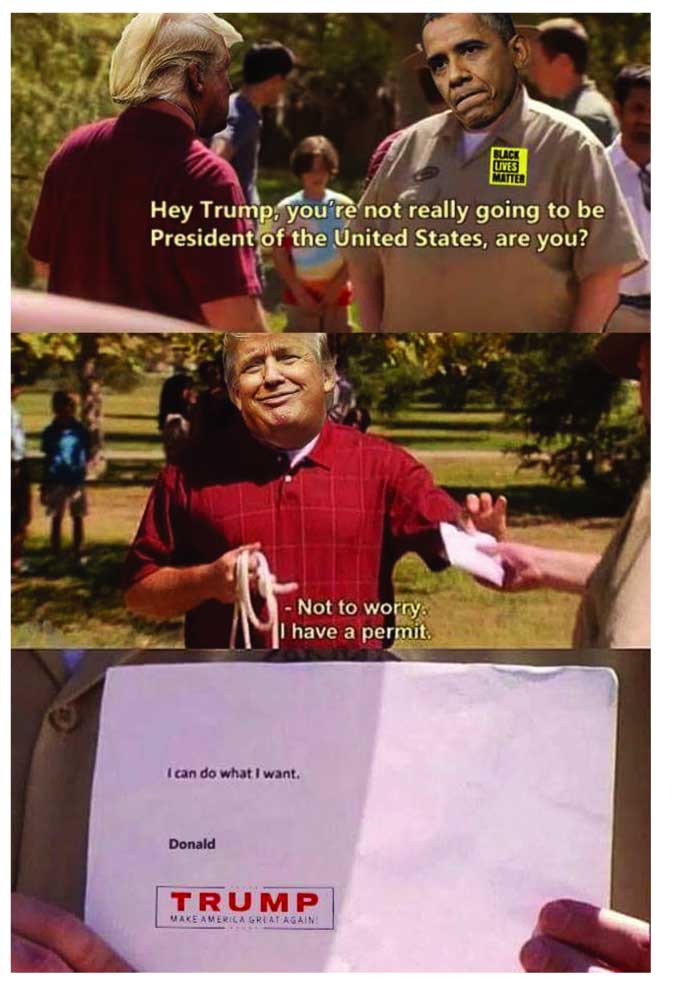 BLACK
LIVES
MATTER
Hey Trump, you're not really going to be
President of the United States, are you?
- Not to worry.
I have a permit.
I can do what I want.
Donald
TRUMP
MAKE AMERICA GREAT AGAIN!